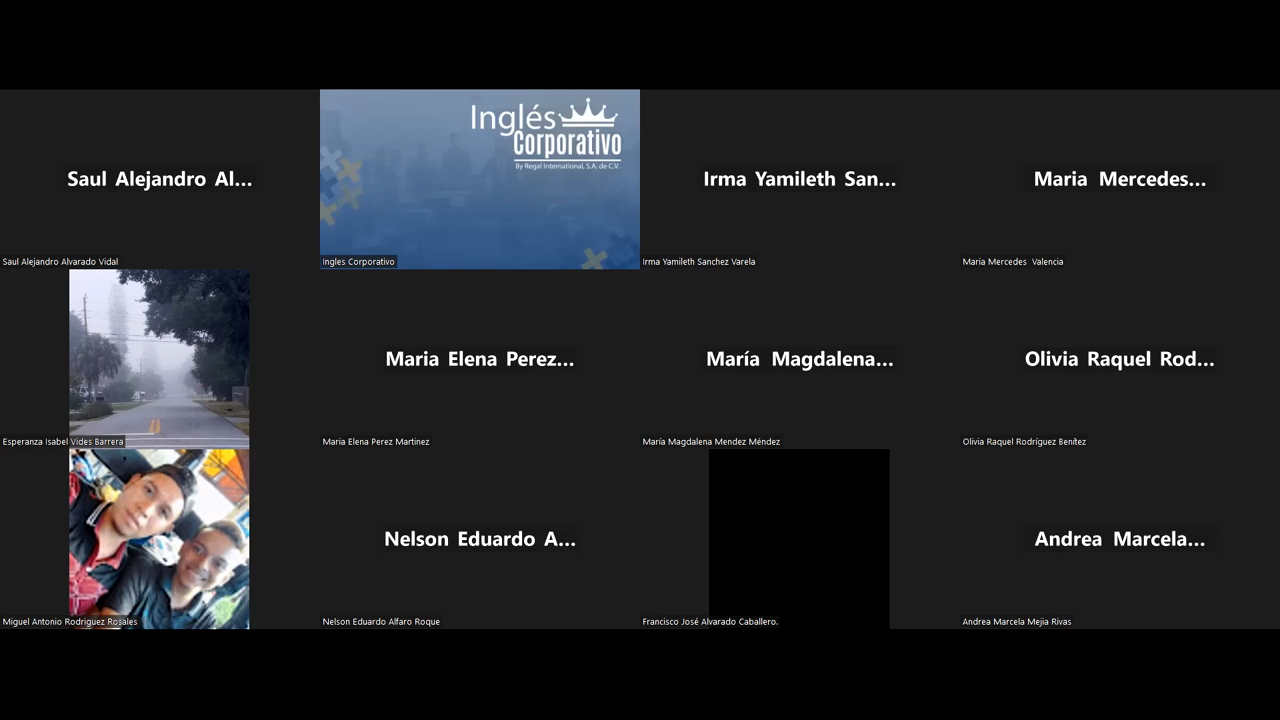 Saul Alejandro Al...
Saul Alejandro Alvarado Vidal
Inglés
Corporativo
By Regal International, S.A. de C.V.
Ingles Corporativo
Irma Yamileth San...
Irma Yamileth Sanchez Varela
Maria Mercedes...
Maria Mercedes Valencia
Esperanza Isabel Vides Barrera
Maria Elena Perez...
Maria Elena Perez Martinez
María Magdalena...
María Magdalena Mendez Méndez
Olivia Raquel Rod...
Olivia Raquel Rodríguez Benítez
Miguel Antonio Rodriguez Rosales
Nelson Eduardo A...
Nelson Eduardo Alfaro Roque
Francisco José Alvarado Caballero.
Andrea Marcela...
Andrea Marcela Mejia Rivas